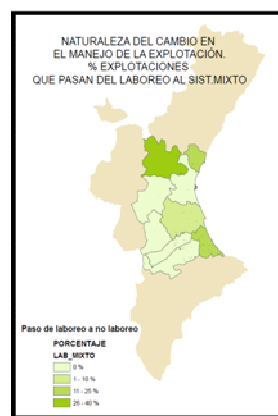 NATURALEZA DEL CAMBIO EN
EL MANEJO DE LA EXPLOTACIÓN.
% EXPLOTACIONES
QUE PASAN DEL LABOREO AL SIST.MIXTO
Paso de laboreo a no laboreo
PORCENTAJE
LAB_MIXTO
0 %
1 - 10 %
11 - 25 %
25 - 40 %